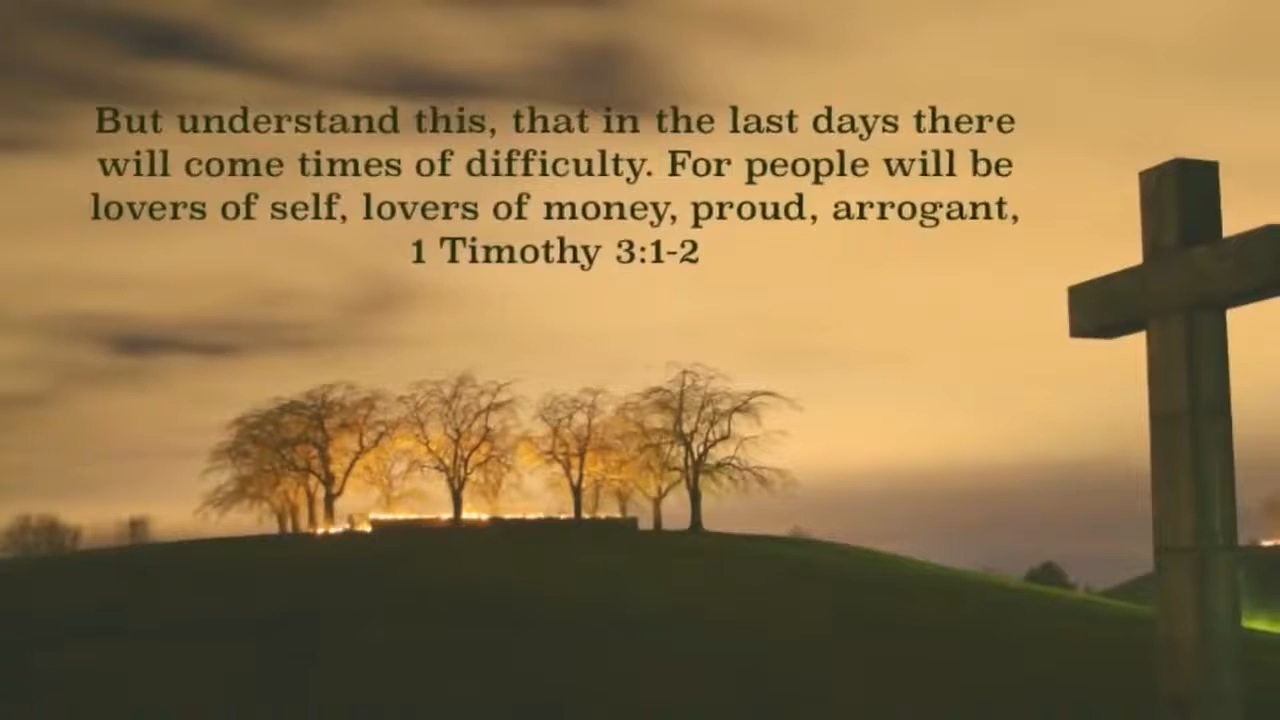 But understand this, that in the last days there
will come times of difficulty. For people will be
lovers of self, lovers of money, proud, arrogant,
1 Timothy 3:1-2